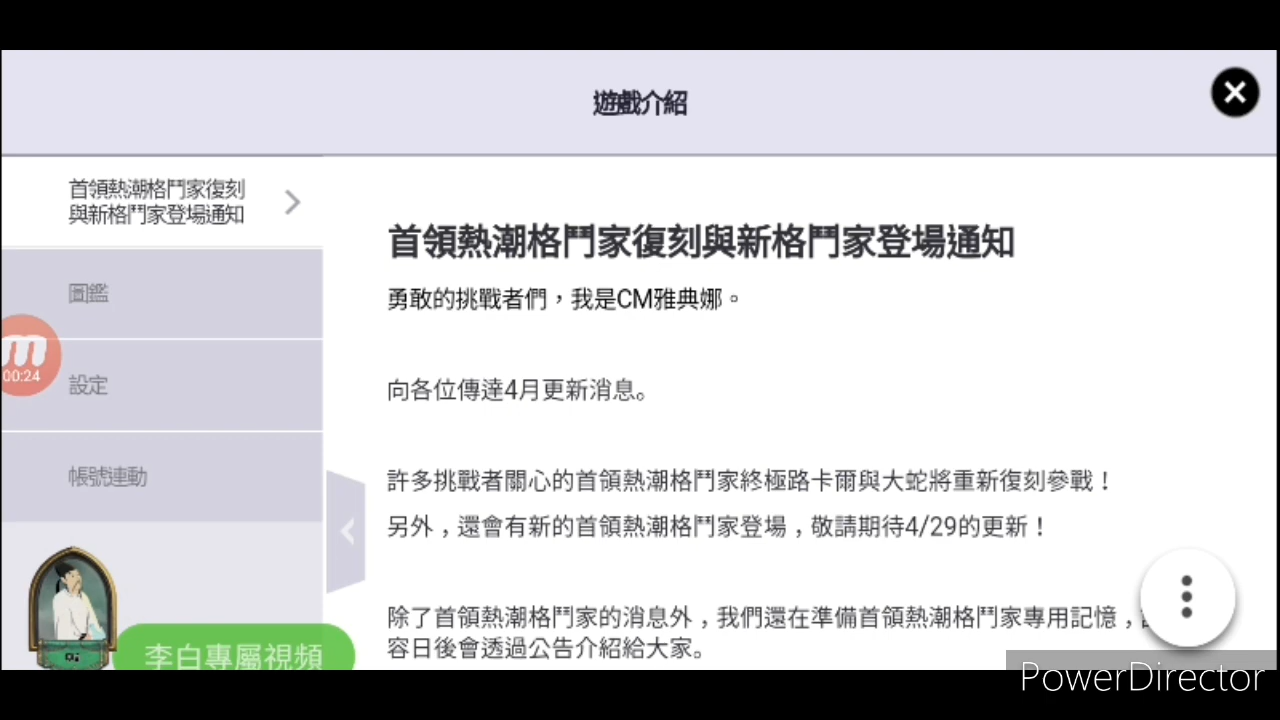 遊戲介紹
首領熱潮格鬥家復刻
與新格鬥家登場通知
圖鑑
設定
帳號連動
00:24
首領熱潮格鬥家復刻與新格鬥家登場通知
勇敢的挑戰者們，我是CM雅典娜。
向各位傳達4月更新消息。
許多挑戰者關心的首領熱潮格鬥家終極路卡爾與大蛇將重新復刻參戰！
另外，還會有新的首領熱潮格鬥家登場，敬請期待4/29的更新！
除了首領熱潮格鬥家的消息外，我們還在準備首領熱潮格鬥家專用記憶，
容日後會透過公告介紹給大家。
李白專屬視頻
PowerDirector